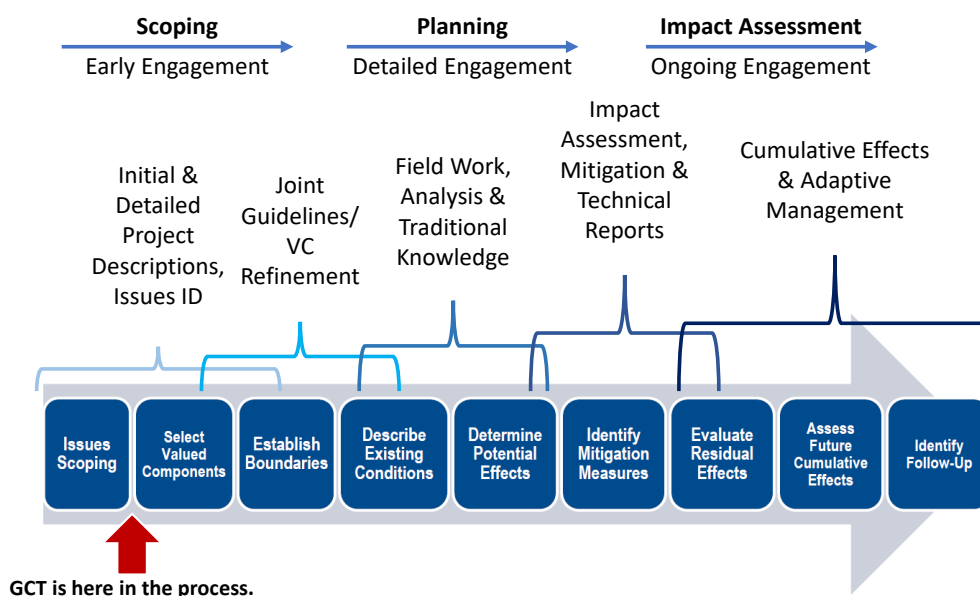 Scoping
Early Engagement
Planning
Detailed Engagement
Impact Assessment
Ongoing Engagement
Initial &
Detailed
Project
Descriptions,
Issues ID
Joint
Guidelines/
VC
Refinement
Field Work,
Analysis &
Traditional
Knowledge
Impact
Assessment,
Mitigation &
Technical
Reports
Cumulative Effects
& Adaptive
Management
Issues
Scoping
Select
Valued
Components
Establish
Boundaries
Describe
Existing
Conditions
Determine
Potential
Effects
Identify
Mitigation
Measures
Evaluate
Residual
Effects
Assess
Future
Cumulative
Effects
Identify
Follow-Up
GCT is here in the process.